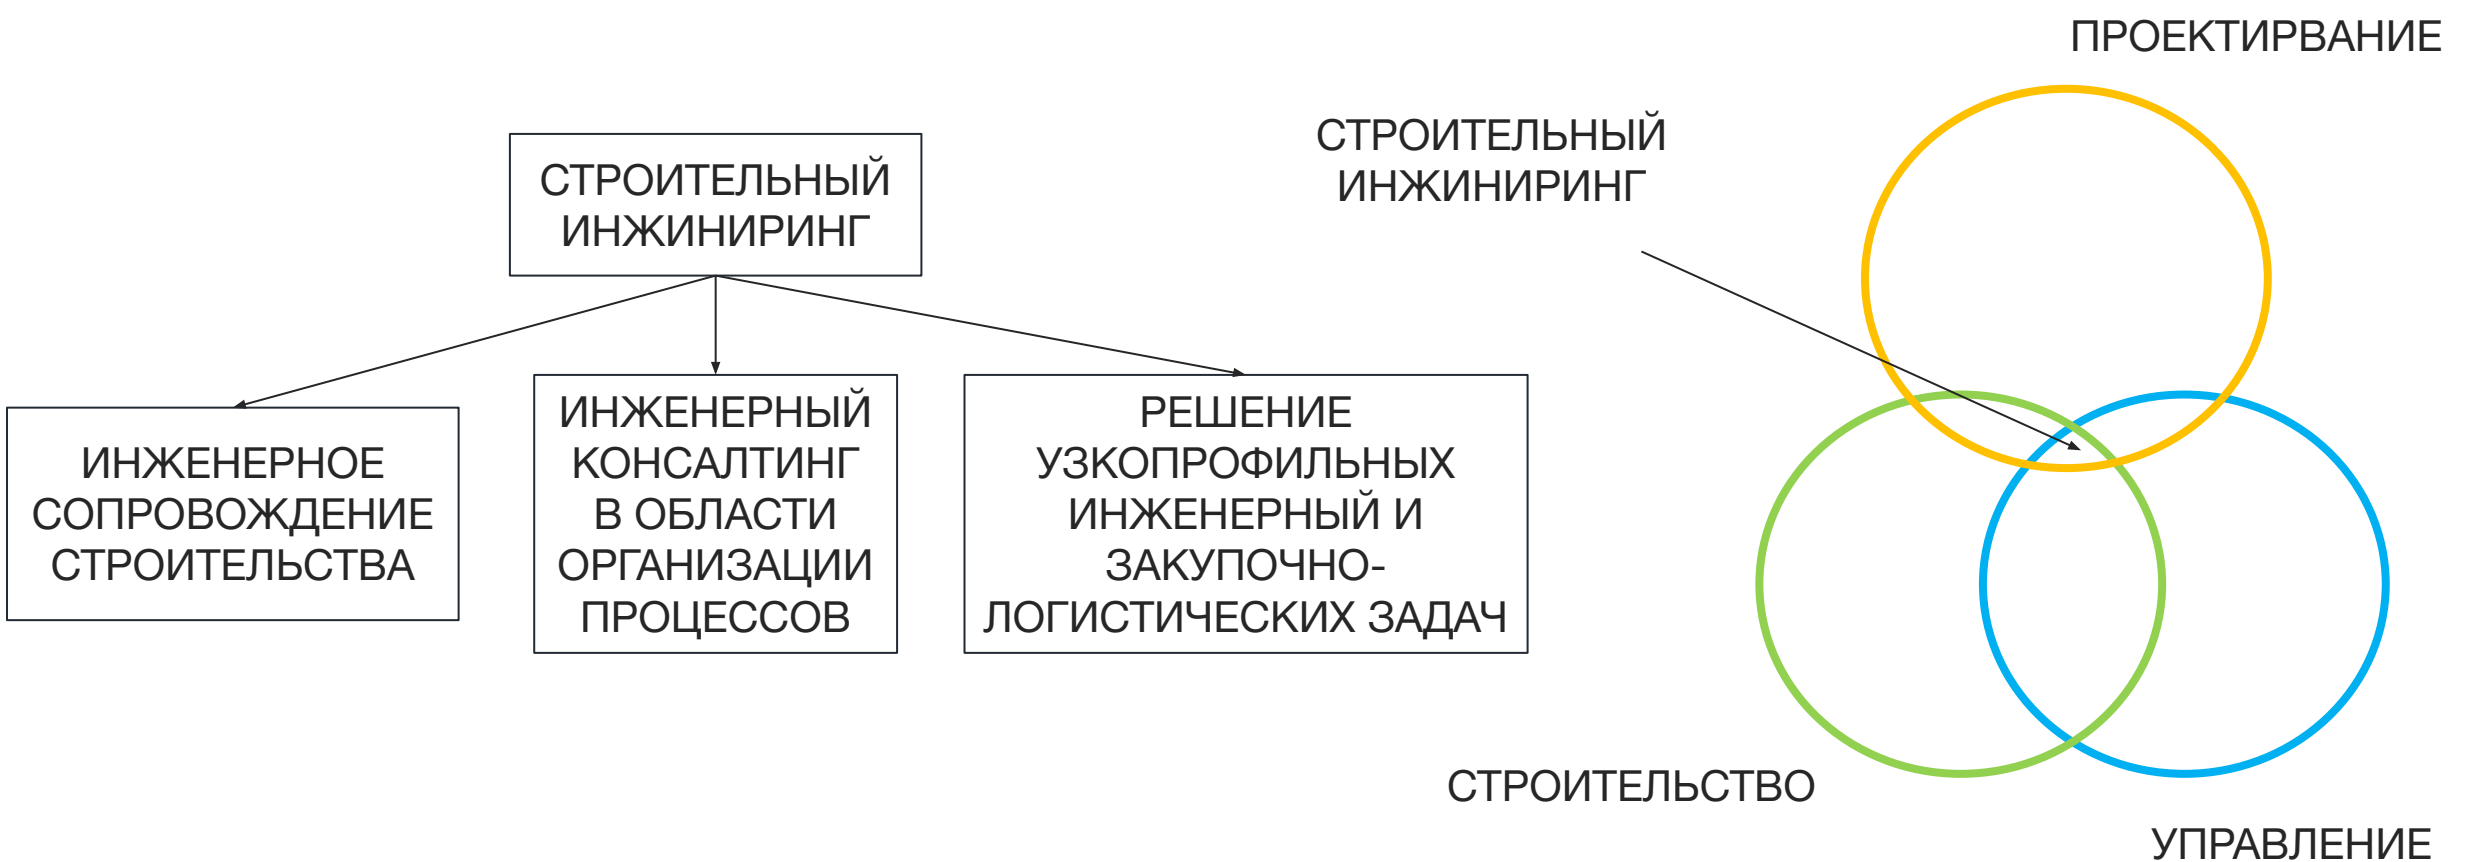 СТРОИТЕЛЬНЫЙ
ИНЖИНИРИНГ
ИНЖЕНЕРНОЕ
СОПРОВОЖДЕНИЕ
СТРОИТЕЛЬСТВА
ИНЖЕНЕРНЫЙ
КОНСАЛТИНГ
В ОБЛАСТИ
ОРГАНИЗАЦИИ
ПРОЦЕССОВ
РЕШЕНИЕ
УЗКОПРОФИЛЬНЫХ
ИНЖЕНЕРНЫЙ И
ЗАКУПОЧНО-
ЛОГИСТИЧЕСКИХ ЗАДАЧ
ПРОЕКТИРВАНИЕ
СТРОИТЕЛЬНЫЙ
ИНЖИНИРИНГ
СТРОИТЕЛЬСТВО
УПРАВЛЕНИЕ